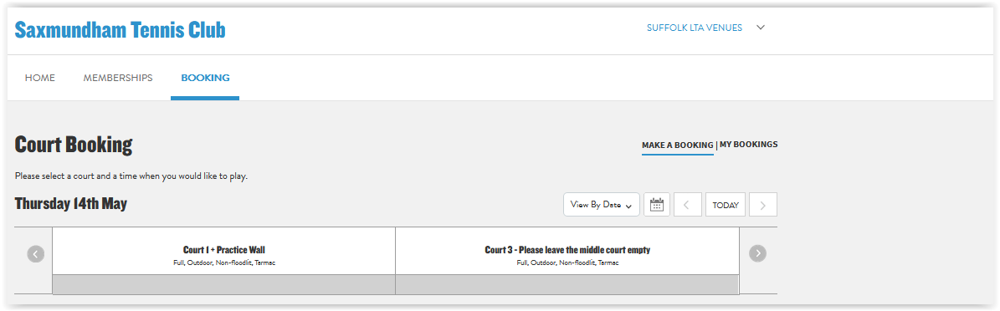 Saxmundham Tennis Club
SUFFOLK LTA VENUES
HOME MEMBERSHIPS BOOKING
Court Booking
MAKE A BOOKING | MY BOOKINGS
Please select a court and a time when you would like to play.
Thursday 14th May
View By Date
TODAY
Court 1 + Practice Wall
Full, Outdoor, Non-floodlit, Tarmac
Court 3 - Please leave the middle court empty
Full, Outdoor, Non-floodlit, Tarmac